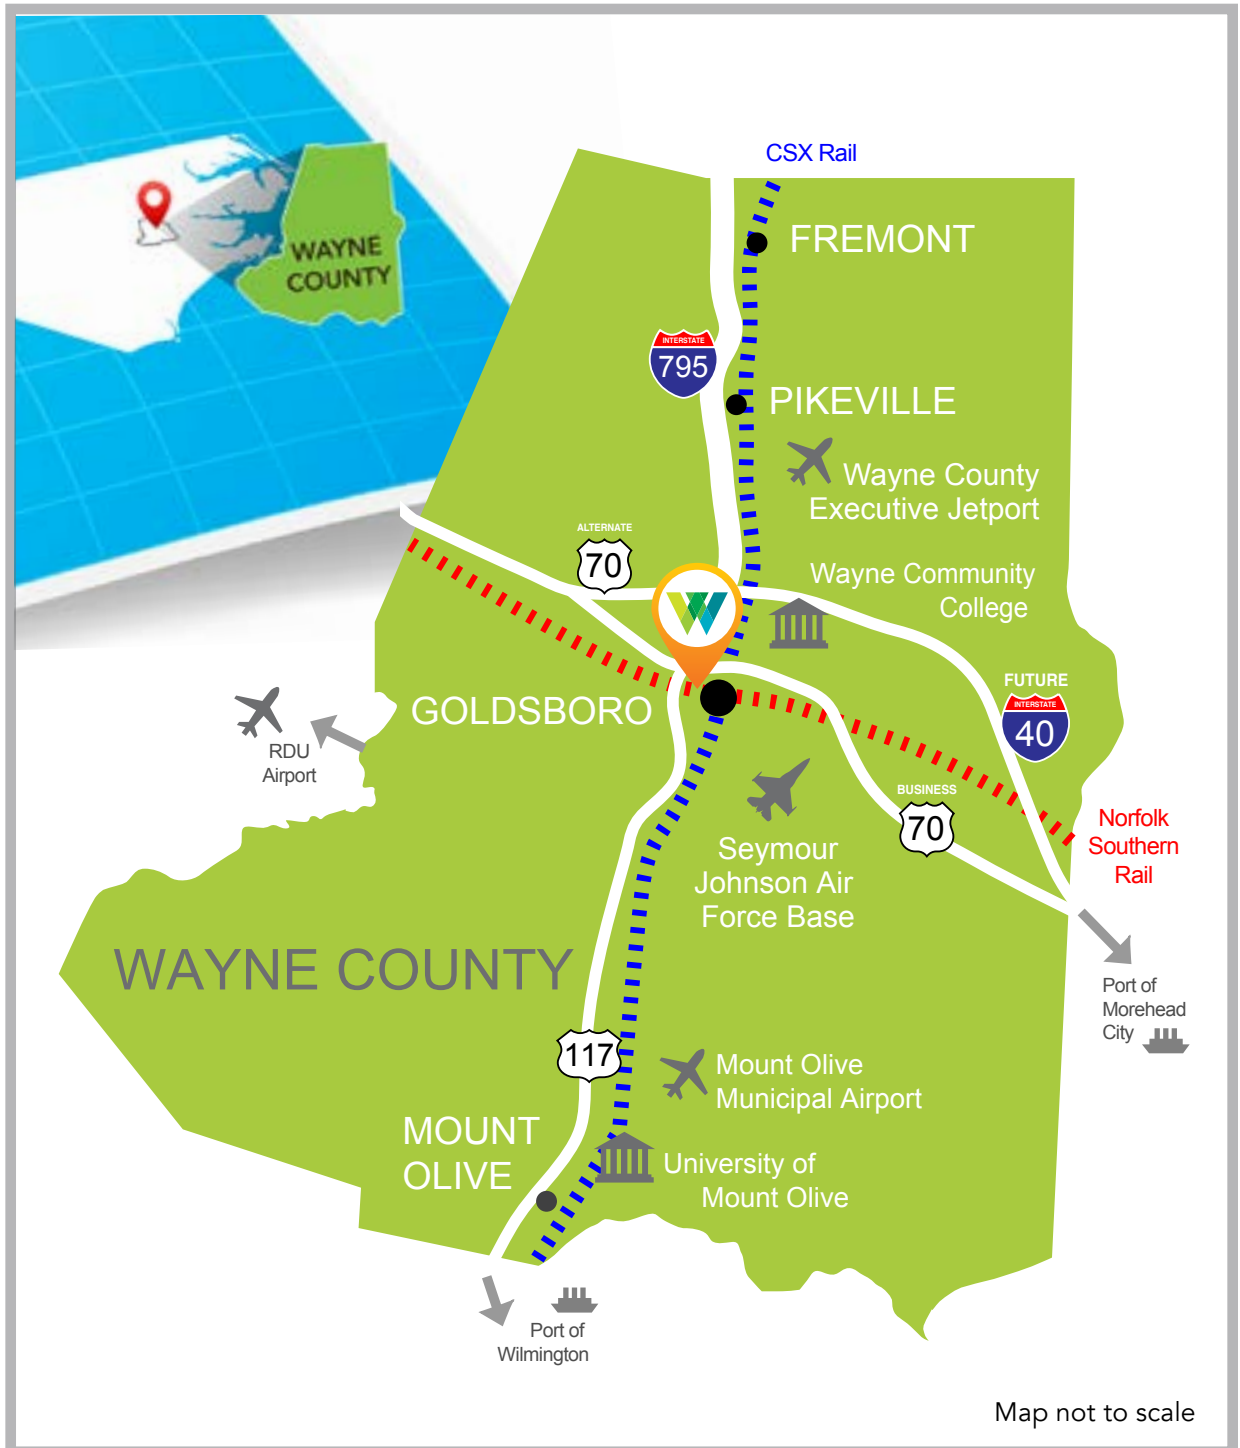 WAYNE
COUNTY
CSX Rail
FREMONT
INTERSTATE
795
PIKEVILLE
Wayne County
Executive Jetport
ALTERNATE
70
Wayne Community
College
FUTURE
INTERSTATE
40
GOLDSBORO
RDU
Airport
BUSINESS
70
Norfolk
Southern
Rail
Seymour
Johnson Air
Force Base
WAYNE COUNTY
Port of
Morehead
City
117
Mount Olive
Municipal Airport
MOUNT
OLIVE
University of
Mount Olive
Port of
Wilmington
Map not to scale